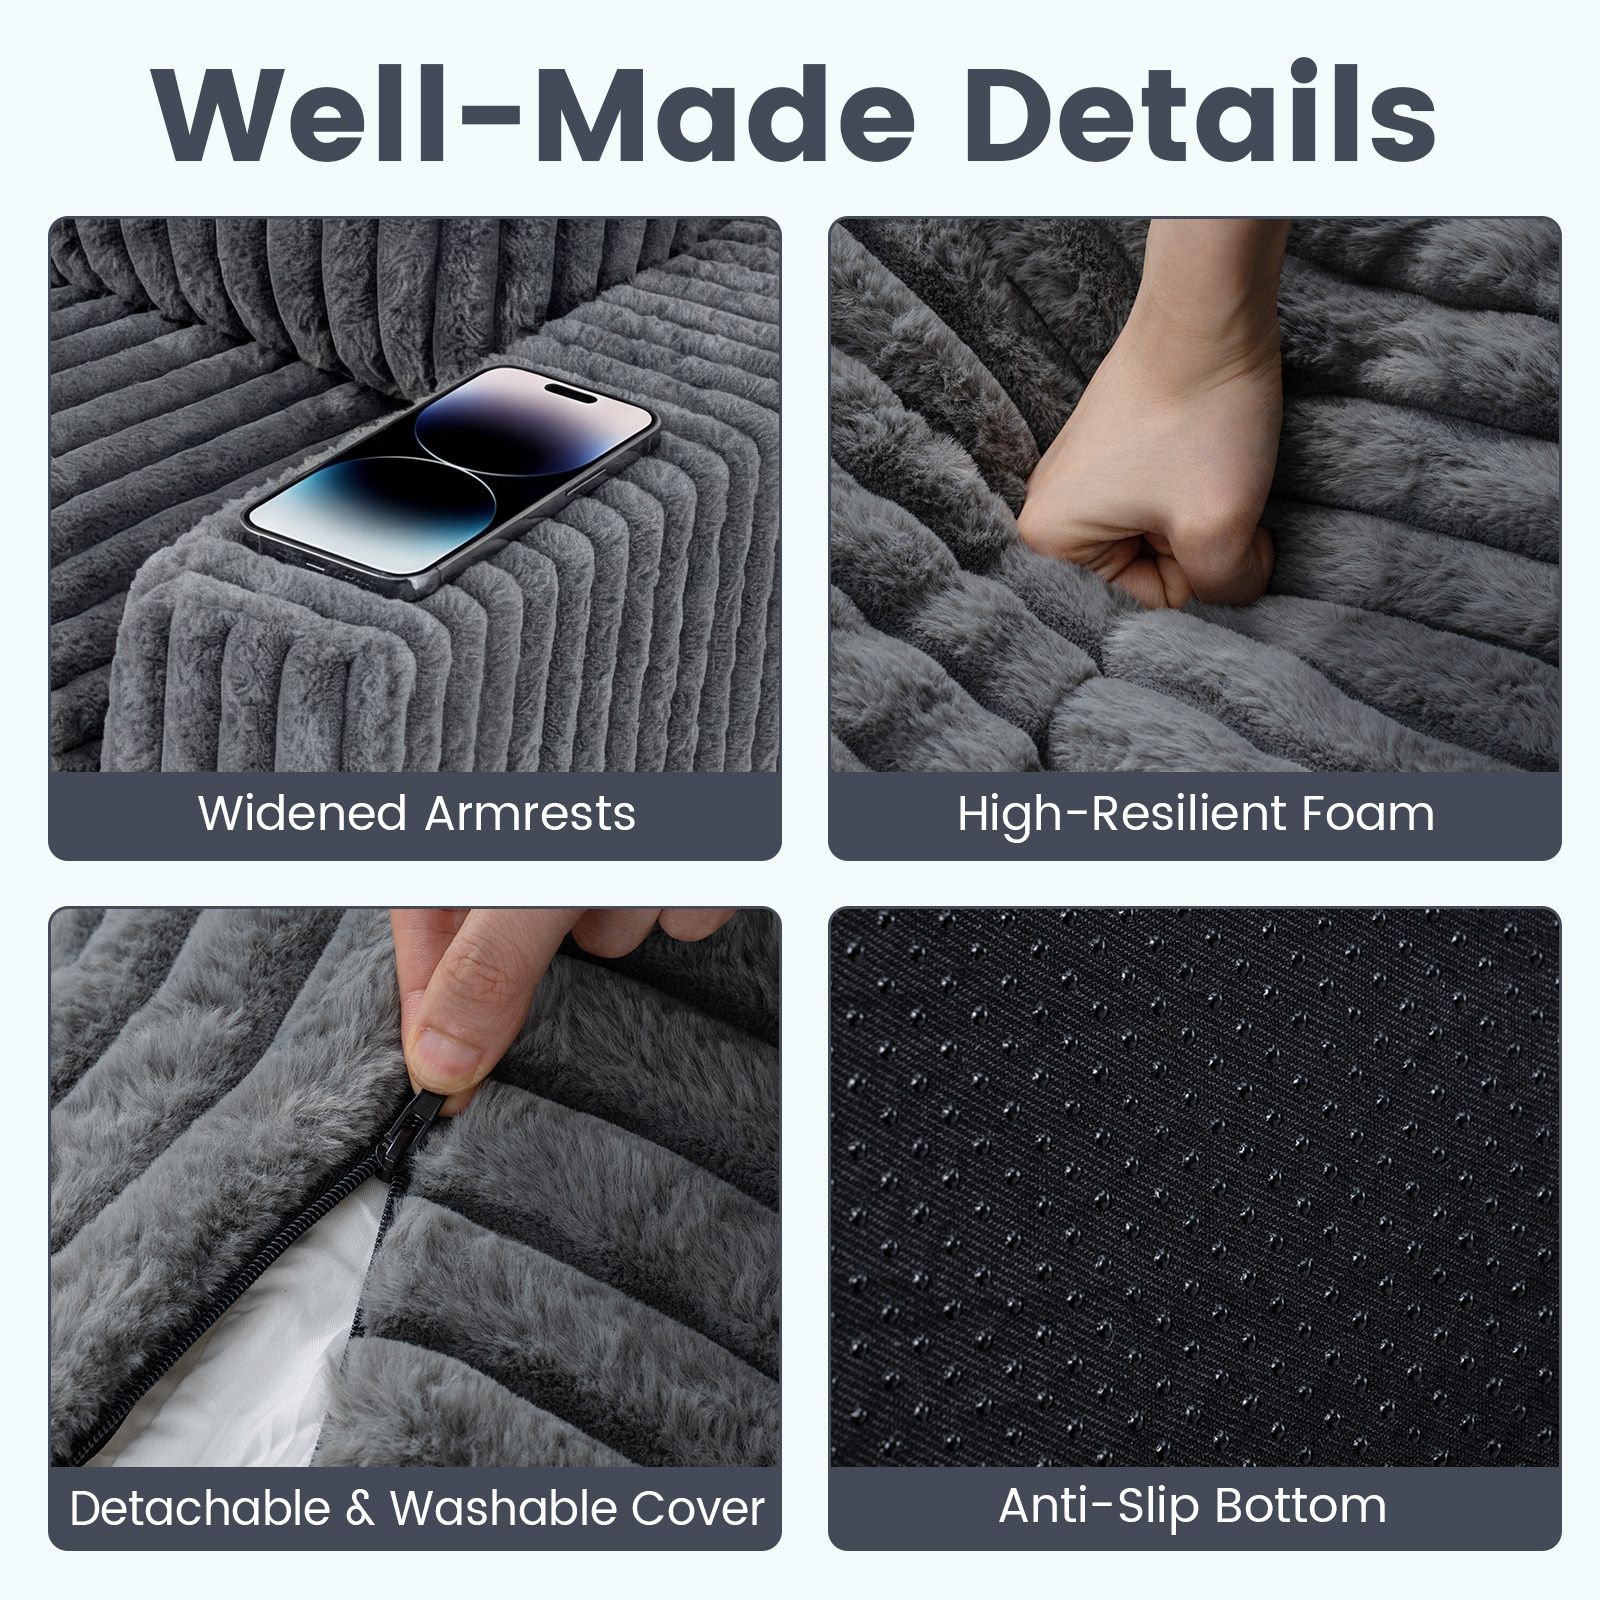 Well-Made Details
Widened Armrests
High-Resilient Foam
Detachable & Washable Cover
Anti-Slip Bottom